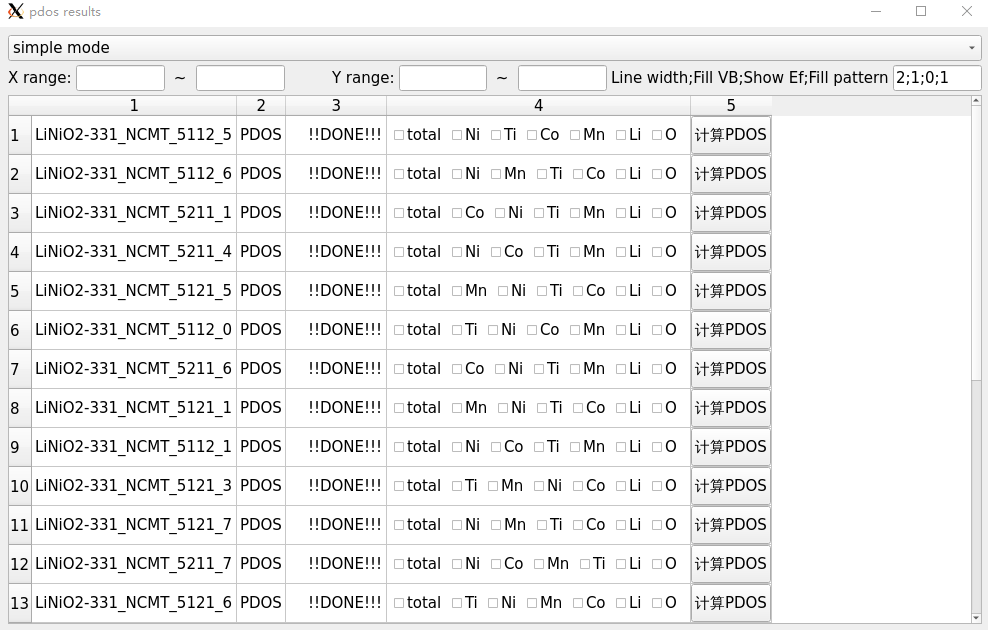 pdos results
simple mode
X range: ~ Y range: ~ Line width;Fill VB;Show Ef;Fill pattern 2;1;0;1
1 2 3 4 5
1 LiNiO2-331_NCMT_5112_5 PDOS !!DONE!!! total Ni Ti Co Mn Li O 计算PDOS
2 LiNiO2-331_NCMT_5112_6 PDOS !!DONE!!! total Ni Mn Ti Co Li O 计算PDOS
3 LiNiO2-331_NCMT_5211_1 PDOS !!DONE!!! total Co Ni Ti Mn Li O 计算PDOS
4 LiNiO2-331_NCMT_5211_4 PDOS !!DONE!!! total Ni Co Ti Mn Li O 计算PDOS
5 LiNiO2-331_NCMT_5121_5 PDOS !!DONE!!! total Mn Ni Ti Co Li O 计算PDOS
6 LiNiO2-331_NCMT_5112_0 PDOS !!DONE!!! total Ti Ni Co Mn Li O 计算PDOS
7 LiNiO2-331_NCMT_5211_6 PDOS !!DONE!!! total Co Ni Ti Mn Li O 计算PDOS
8 LiNiO2-331_NCMT_5121_1 PDOS !!DONE!!! total Mn Ni Ti Co Li O 计算PDOS
9 LiNiO2-331_NCMT_5112_1 PDOS !!DONE!!! total Ni Co Ti Mn Li O 计算PDOS
10 LiNiO2-331_NCMT_5121_3 PDOS !!DONE!!! total Ti Mn Ni Co Li O 计算PDOS
11 LiNiO2-331_NCMT_5121_7 PDOS !!DONE!!! total Ni Mn Ti Co Li O 计算PDOS
12 LiNiO2-331_NCMT_5211_7 PDOS !!DONE!!! total Ni Co Mn Ti Li O 计算PDOS
13 LiNiO2-331_NCMT_5121_6 PDOS !!DONE!!! total Ti Ni Mn Co Li O 计算PDOS